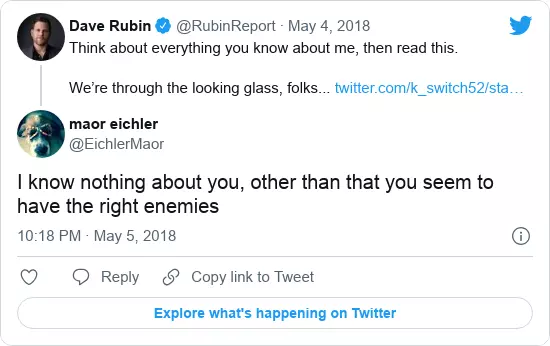 Dave Rubin @RubinReport · May 4, 2018
Think about everything you know about me, then read this.
We're through the looking glass, folks... twitter.com/k_switch52/sta…
maor eichler
@EichlerMaor
I know nothing about you, other than that you seem to
have the right enemies
10:18 PM · May 5, 2018
Reply
Copy link to Tweet
Explore what's happening on Twitter